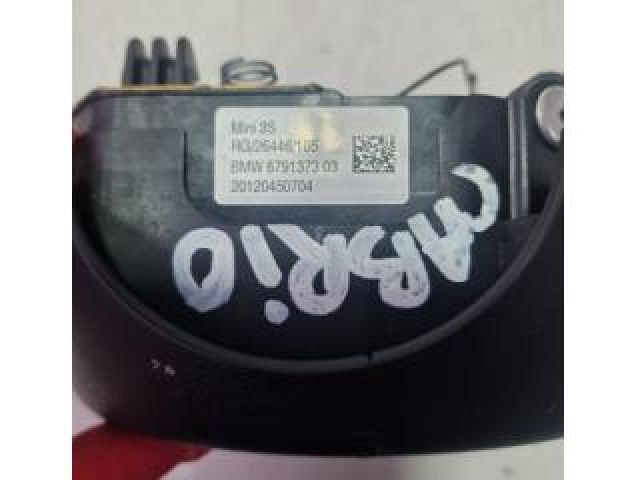 Mini 3S
RG/26446/105
BMW 6791373 03
20120450704
CABRIO